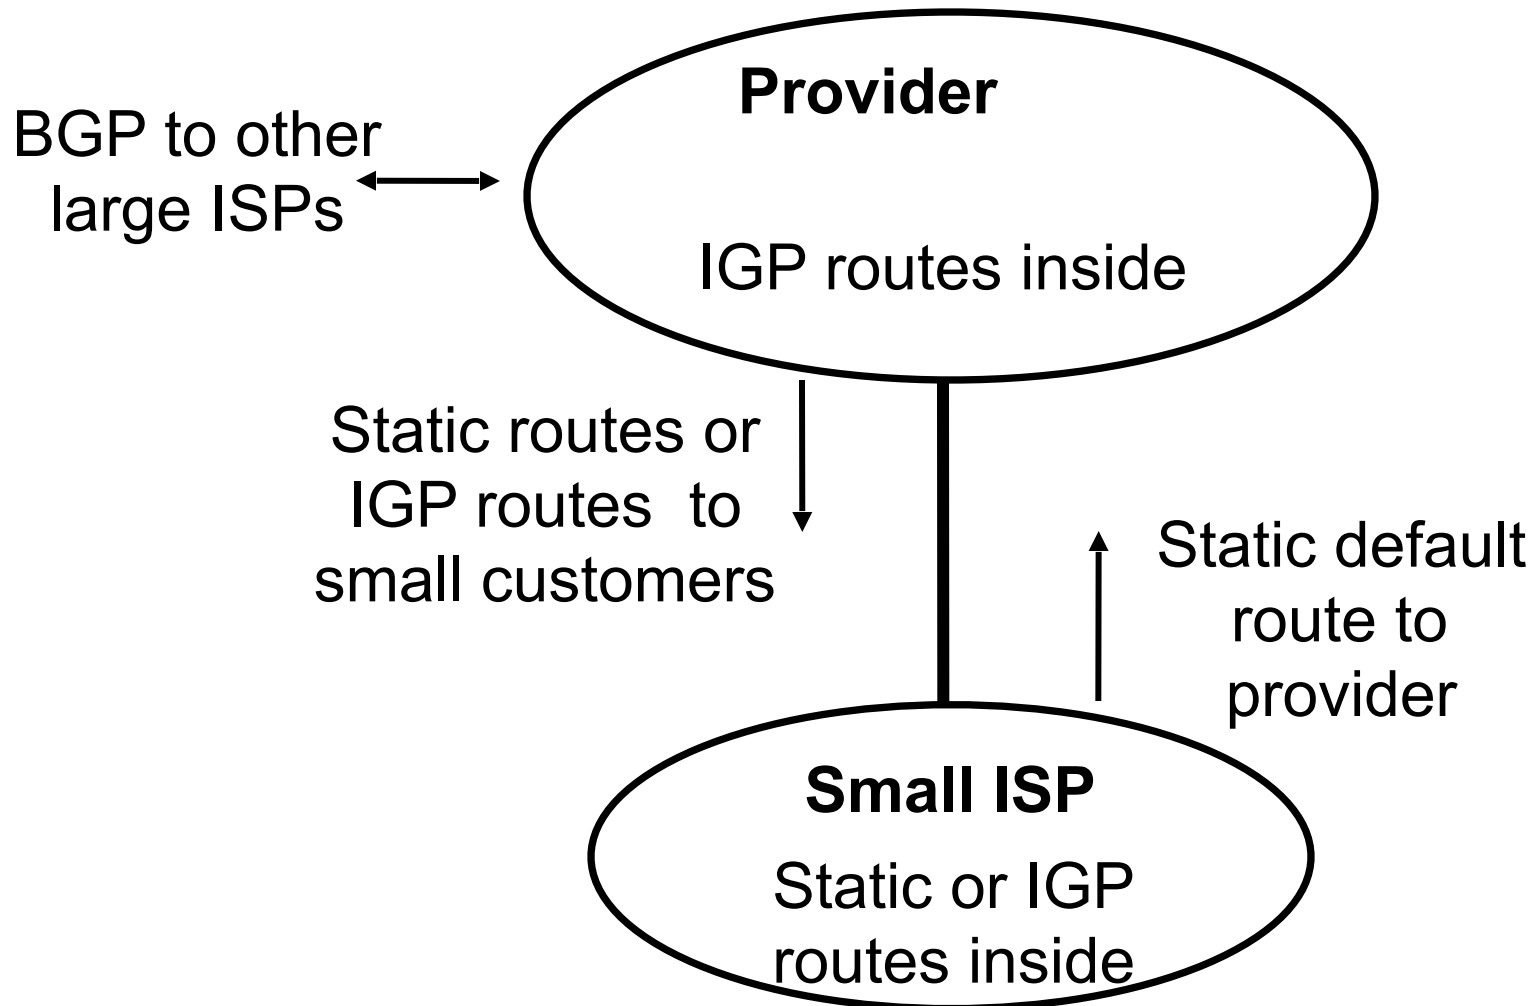 Provider
BGP to other
large ISPs
IGP routes inside
Static routes or
IGP routes  to
small customers
Static default
route to
provider
Small ISP
Static or IGP
routes inside